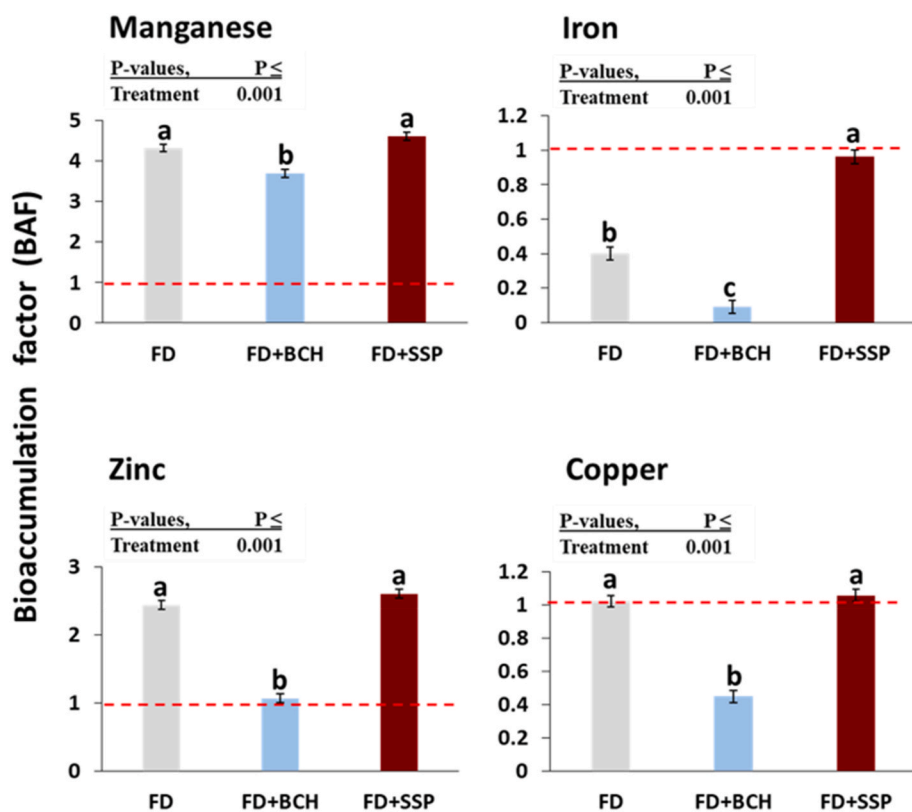 Bioaccumulation factor (BAF)
Manganese
P-values, P ≤
Treatment 0.001
5
4
3
2
1
0
a
b
a
FD
FD+BCH
FD+SSP
Iron
P-values, P ≤
Treatment 0.001
1.2
1
0.8
0.6
0.4
0.2
0
b
c
a
FD
FD+BCH
FD+SSP
Zinc
P-values, P ≤
Treatment 0.001
3
2
1
0
a
b
a
FD
FD+BCH
FD+SSP
Copper
P-values, P ≤
Treatment 0.001
1.2
1
0.8
0.6
0.4
0.2
0
a
b
a
FD
FD+BCH
FD+SSP